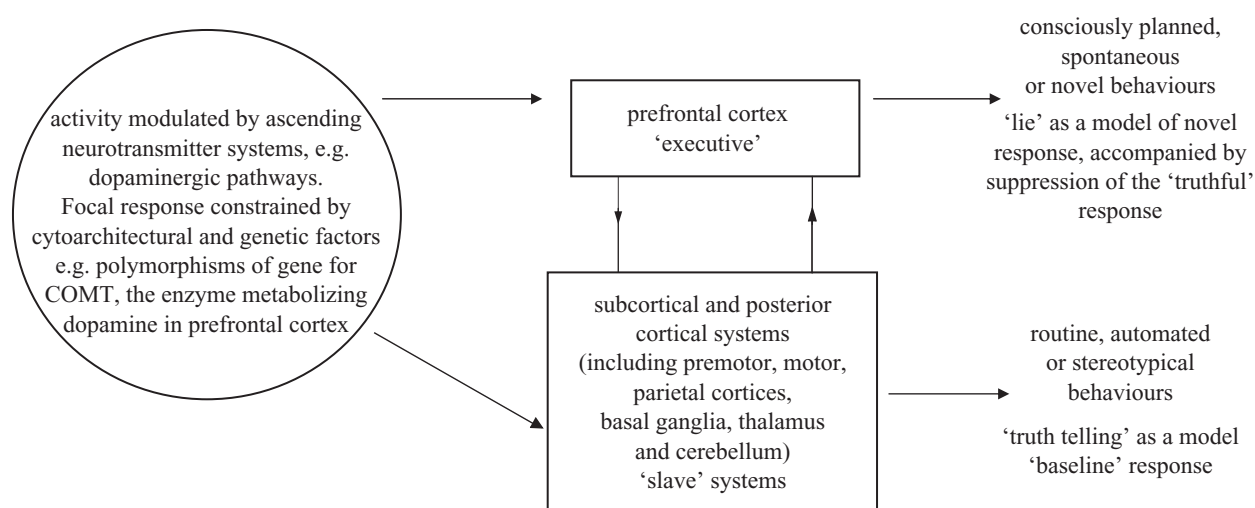 activity modulated by ascending
neurotransmitter systems, e.g.
dopaminergic pathways.
Focal response constrained by
cytoarchitectural and genetic factors
e.g. polymorphisms of gene for
COMT, the enzyme metabolizing
dopamine in prefrontal cortex
prefrontal cortex
‘executive’
consciously planned,
spontaneous
or novel behaviours
‘lie’ as a model of novel
response, accompanied by
suppression of the ‘truthful’
response
subcortical and posterior
cortical systems
(including premotor, motor,
parietal cortices,
basal ganglia, thalamus
and cerebellum)
‘slave’ systems
routine, automated
or stereotypical
behaviours
‘truth telling’ as a model
‘baseline’ response